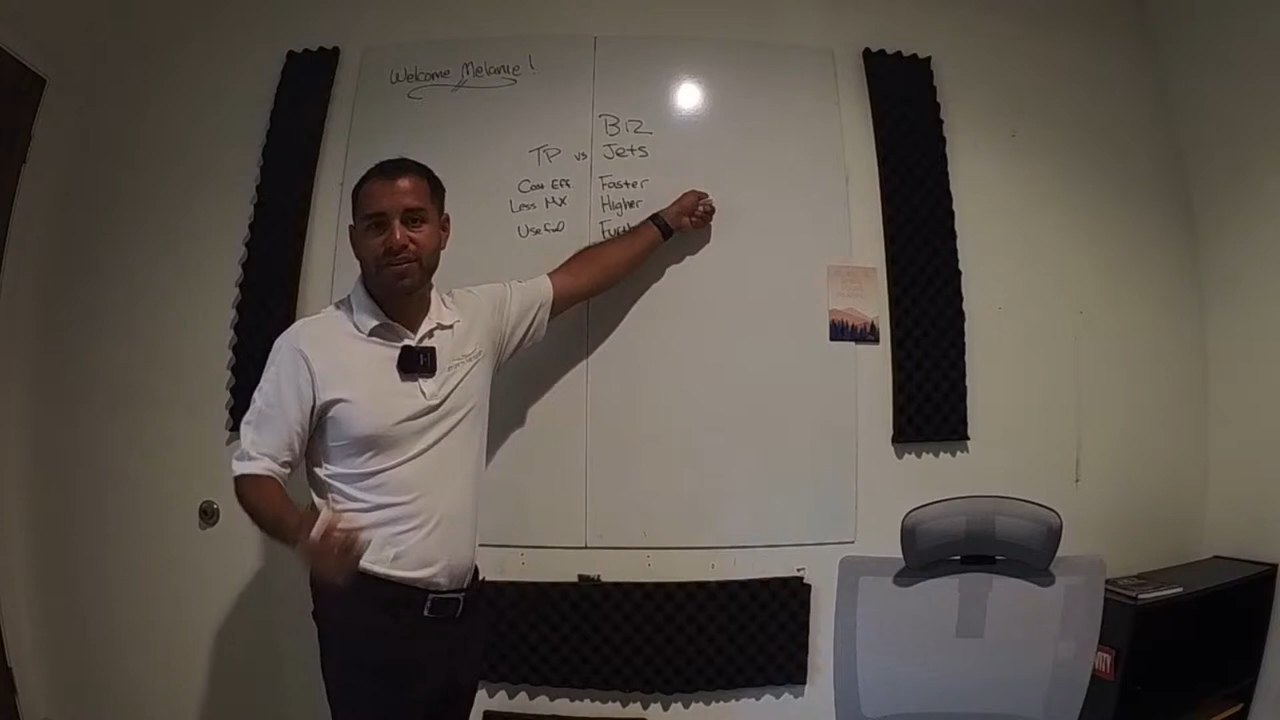 Welcome Melanie!
Biz
TP vs Jets
Cost Eff. Faster
Less MX Higher
Useful